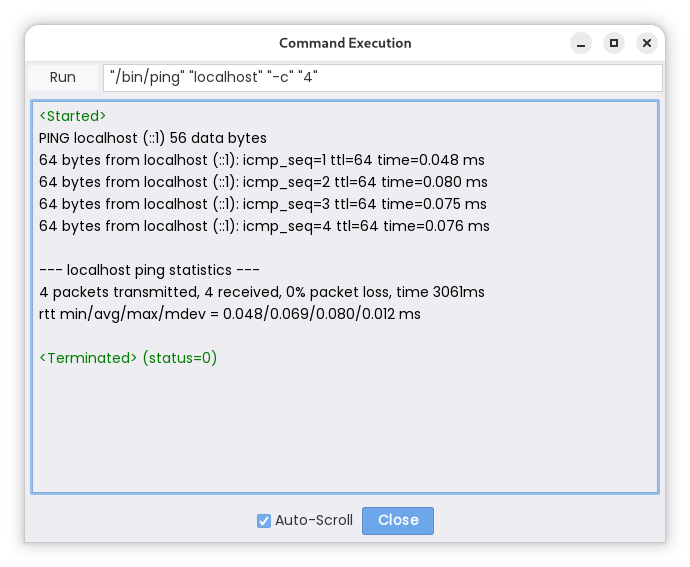 Command Execution
Run
"/bin/ping" "localhost" "-c" "4"
<Started>
PING localhost (::1) 56 data bytes
64 bytes from localhost (::1): icmp_seq=1 ttl=64 time=0.048 ms
64 bytes from localhost (::1): icmp_seq=2 ttl=64 time=0.080 ms
64 bytes from localhost (::1): icmp_seq=3 ttl=64 time=0.075 ms
64 bytes from localhost (::1): icmp_seq=4 ttl=64 time=0.076 ms
--- localhost ping statistics ---
4 packets transmitted, 4 received, 0% packet loss, time 3061ms
rtt min/avg/max/mdev = 0.048/0.069/0.080/0.012 ms
<Terminated> (status=0)
Auto-Scroll
Close